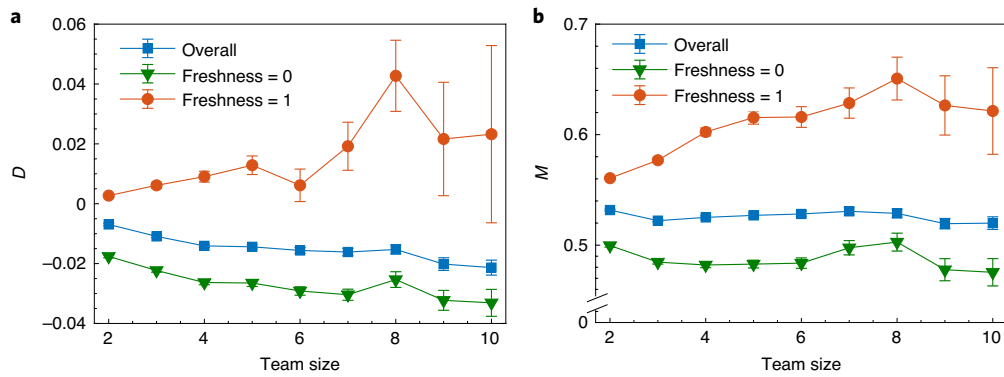 a
0.06
0.04
0.02
0
–0.02
–0.04
D
Overall
Freshness = 0
Freshness = 1
2 4 6 8 10
Team size
b
0.7
0.6
0.5
0
M
Overall
Freshness = 0
Freshness = 1
2 4 6 8 10
Team size